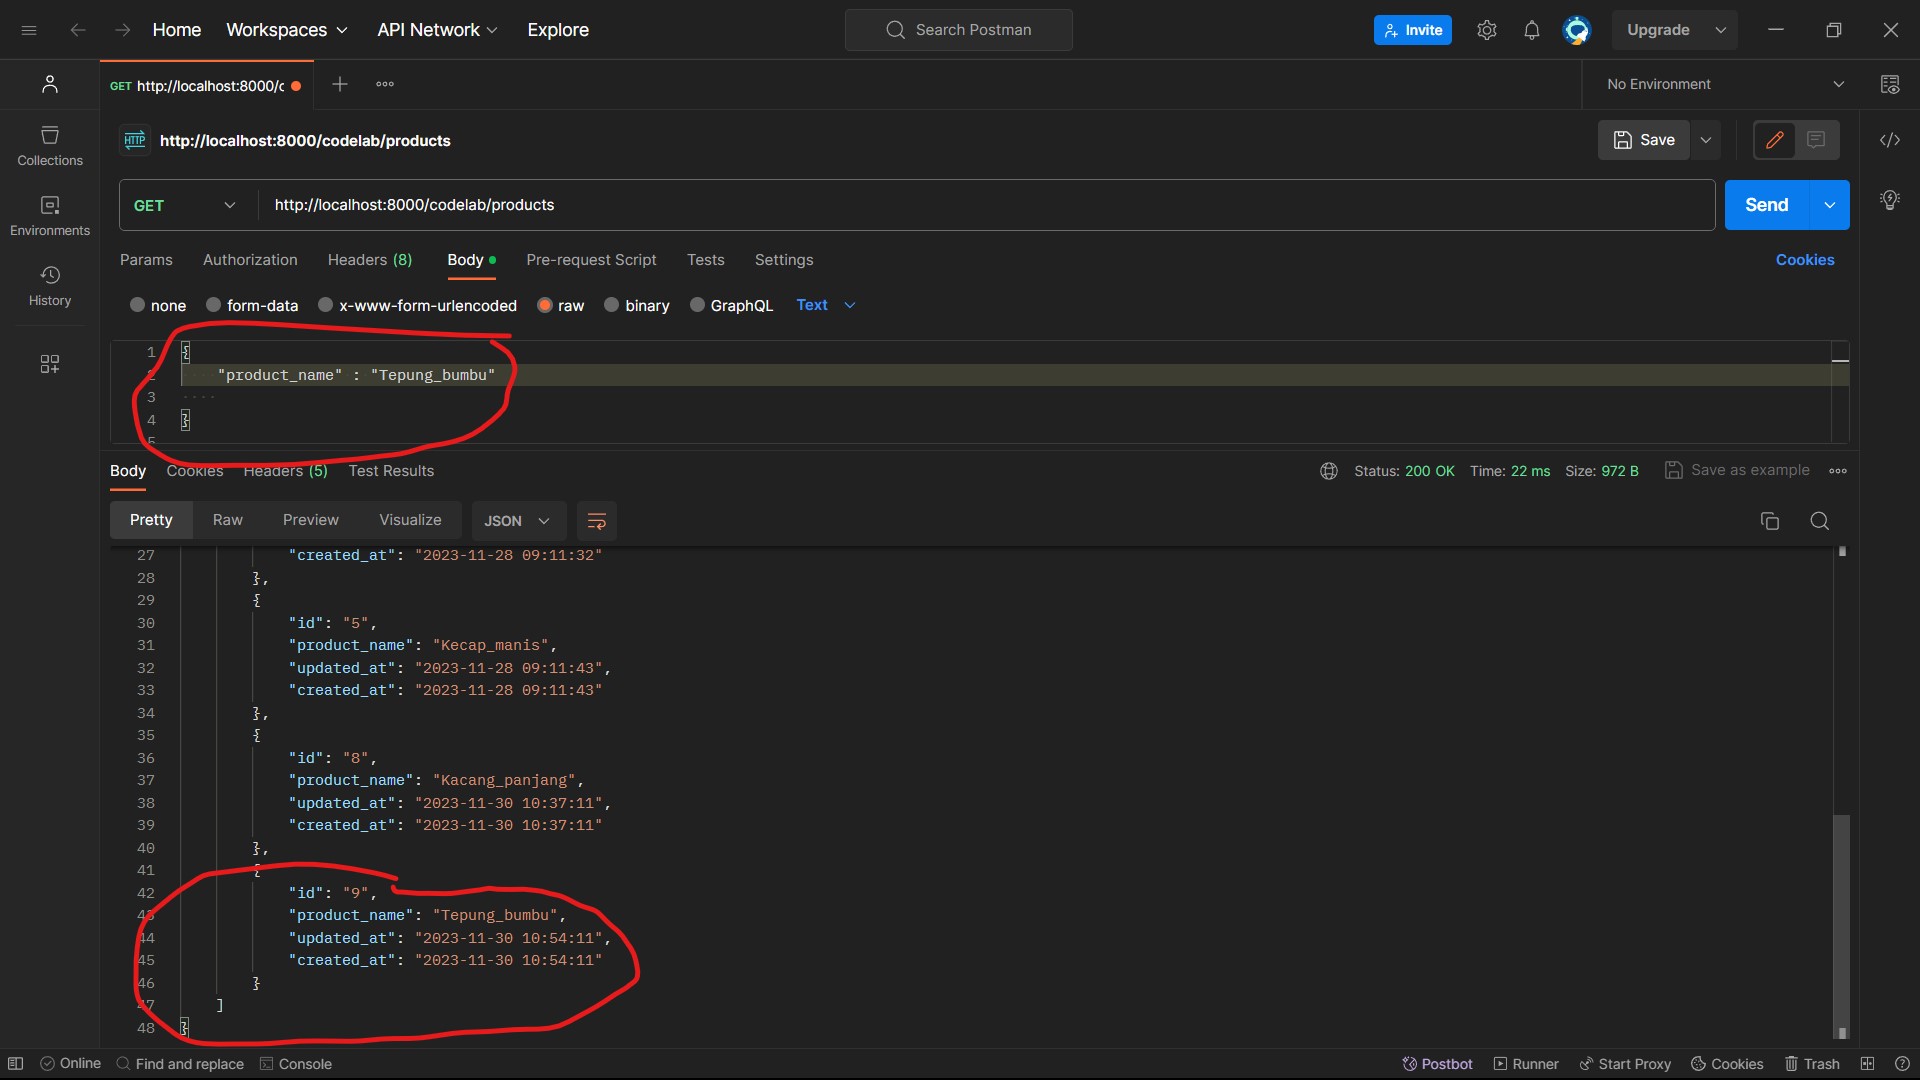 Home Workspaces API Network Explore Search Postman Invite Upgrade
GET http://localhost:8000/c No Environment
HTTP http://localhost:8000/codelab/products Save
GET http://localhost:8000/codelab/products Send
Params Authorization Headers (8) Body Pre-request Script Tests Settings Cookies
none form-data x-www-form-urlencoded raw binary GraphQL Text
Collections
Environments
History
1 {
2 "product_name" : "Tepung_bumbu"
3
4 }
5
Body Cookies Headers (5) Test Results Status: 200 OK Time: 22 ms Size: 972 B Save as example
Pretty Raw Preview Visualize JSON
27 "created_at": "2023-11-28 09:11:32"
28 },
29 {
30 "id": "5",
31 "product_name": "Kecap_manis",
32 "updated_at": "2023-11-28 09:11:43",
33 "created_at": "2023-11-28 09:11:43"
34 },
35 {
36 "id": "8",
37 "product_name": "Kacang_panjang",
38 "updated_at": "2023-11-30 10:37:11",
39 "created_at": "2023-11-30 10:37:11"
40 },
41 {
42 "id": "9",
43 "product_name": "Tepung_bumbu",
44 "updated_at": "2023-11-30 10:54:11",
45 "created_at": "2023-11-30 10:54:11"
46 }
47 ]
48 }
Online Find and replace Console Postbot Runner Start Proxy Cookies Trash